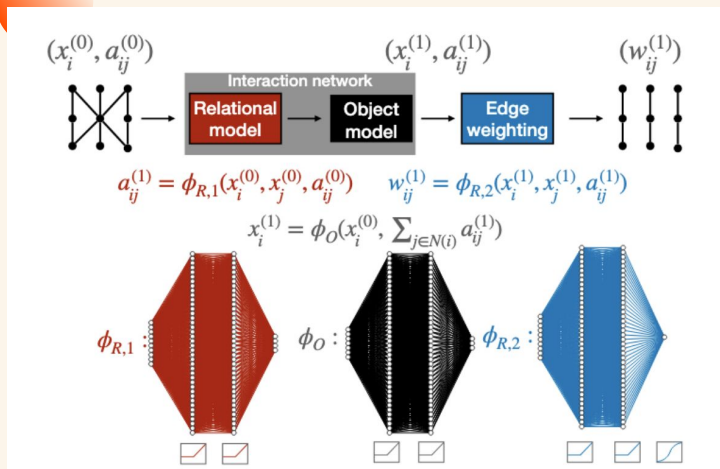 (x_i^{(0)}, a_{ij}^{(0)}) (x_i^{(1)}, a_{ij}^{(1)}) (w_{ij}^{(1)})
Interaction network
Relational model
Object model
Edge weighting
a_{ij}^{(1)} = ϕ_{R,1}(x_i^{(0)}, x_j^{(0)}, a_{ij}^{(0)}) w_{ij}^{(1)} = ϕ_{R,2}(x_i^{(1)}, x_j^{(1)}, a_{ij}^{(1)})
x_i^{(1)} = ϕ_O(x_i^{(0)}, ∑_{j∈N(i)} a_{ij}^{(1)})
ϕ_{R,1} : ϕ_O : ϕ_{R,2} :